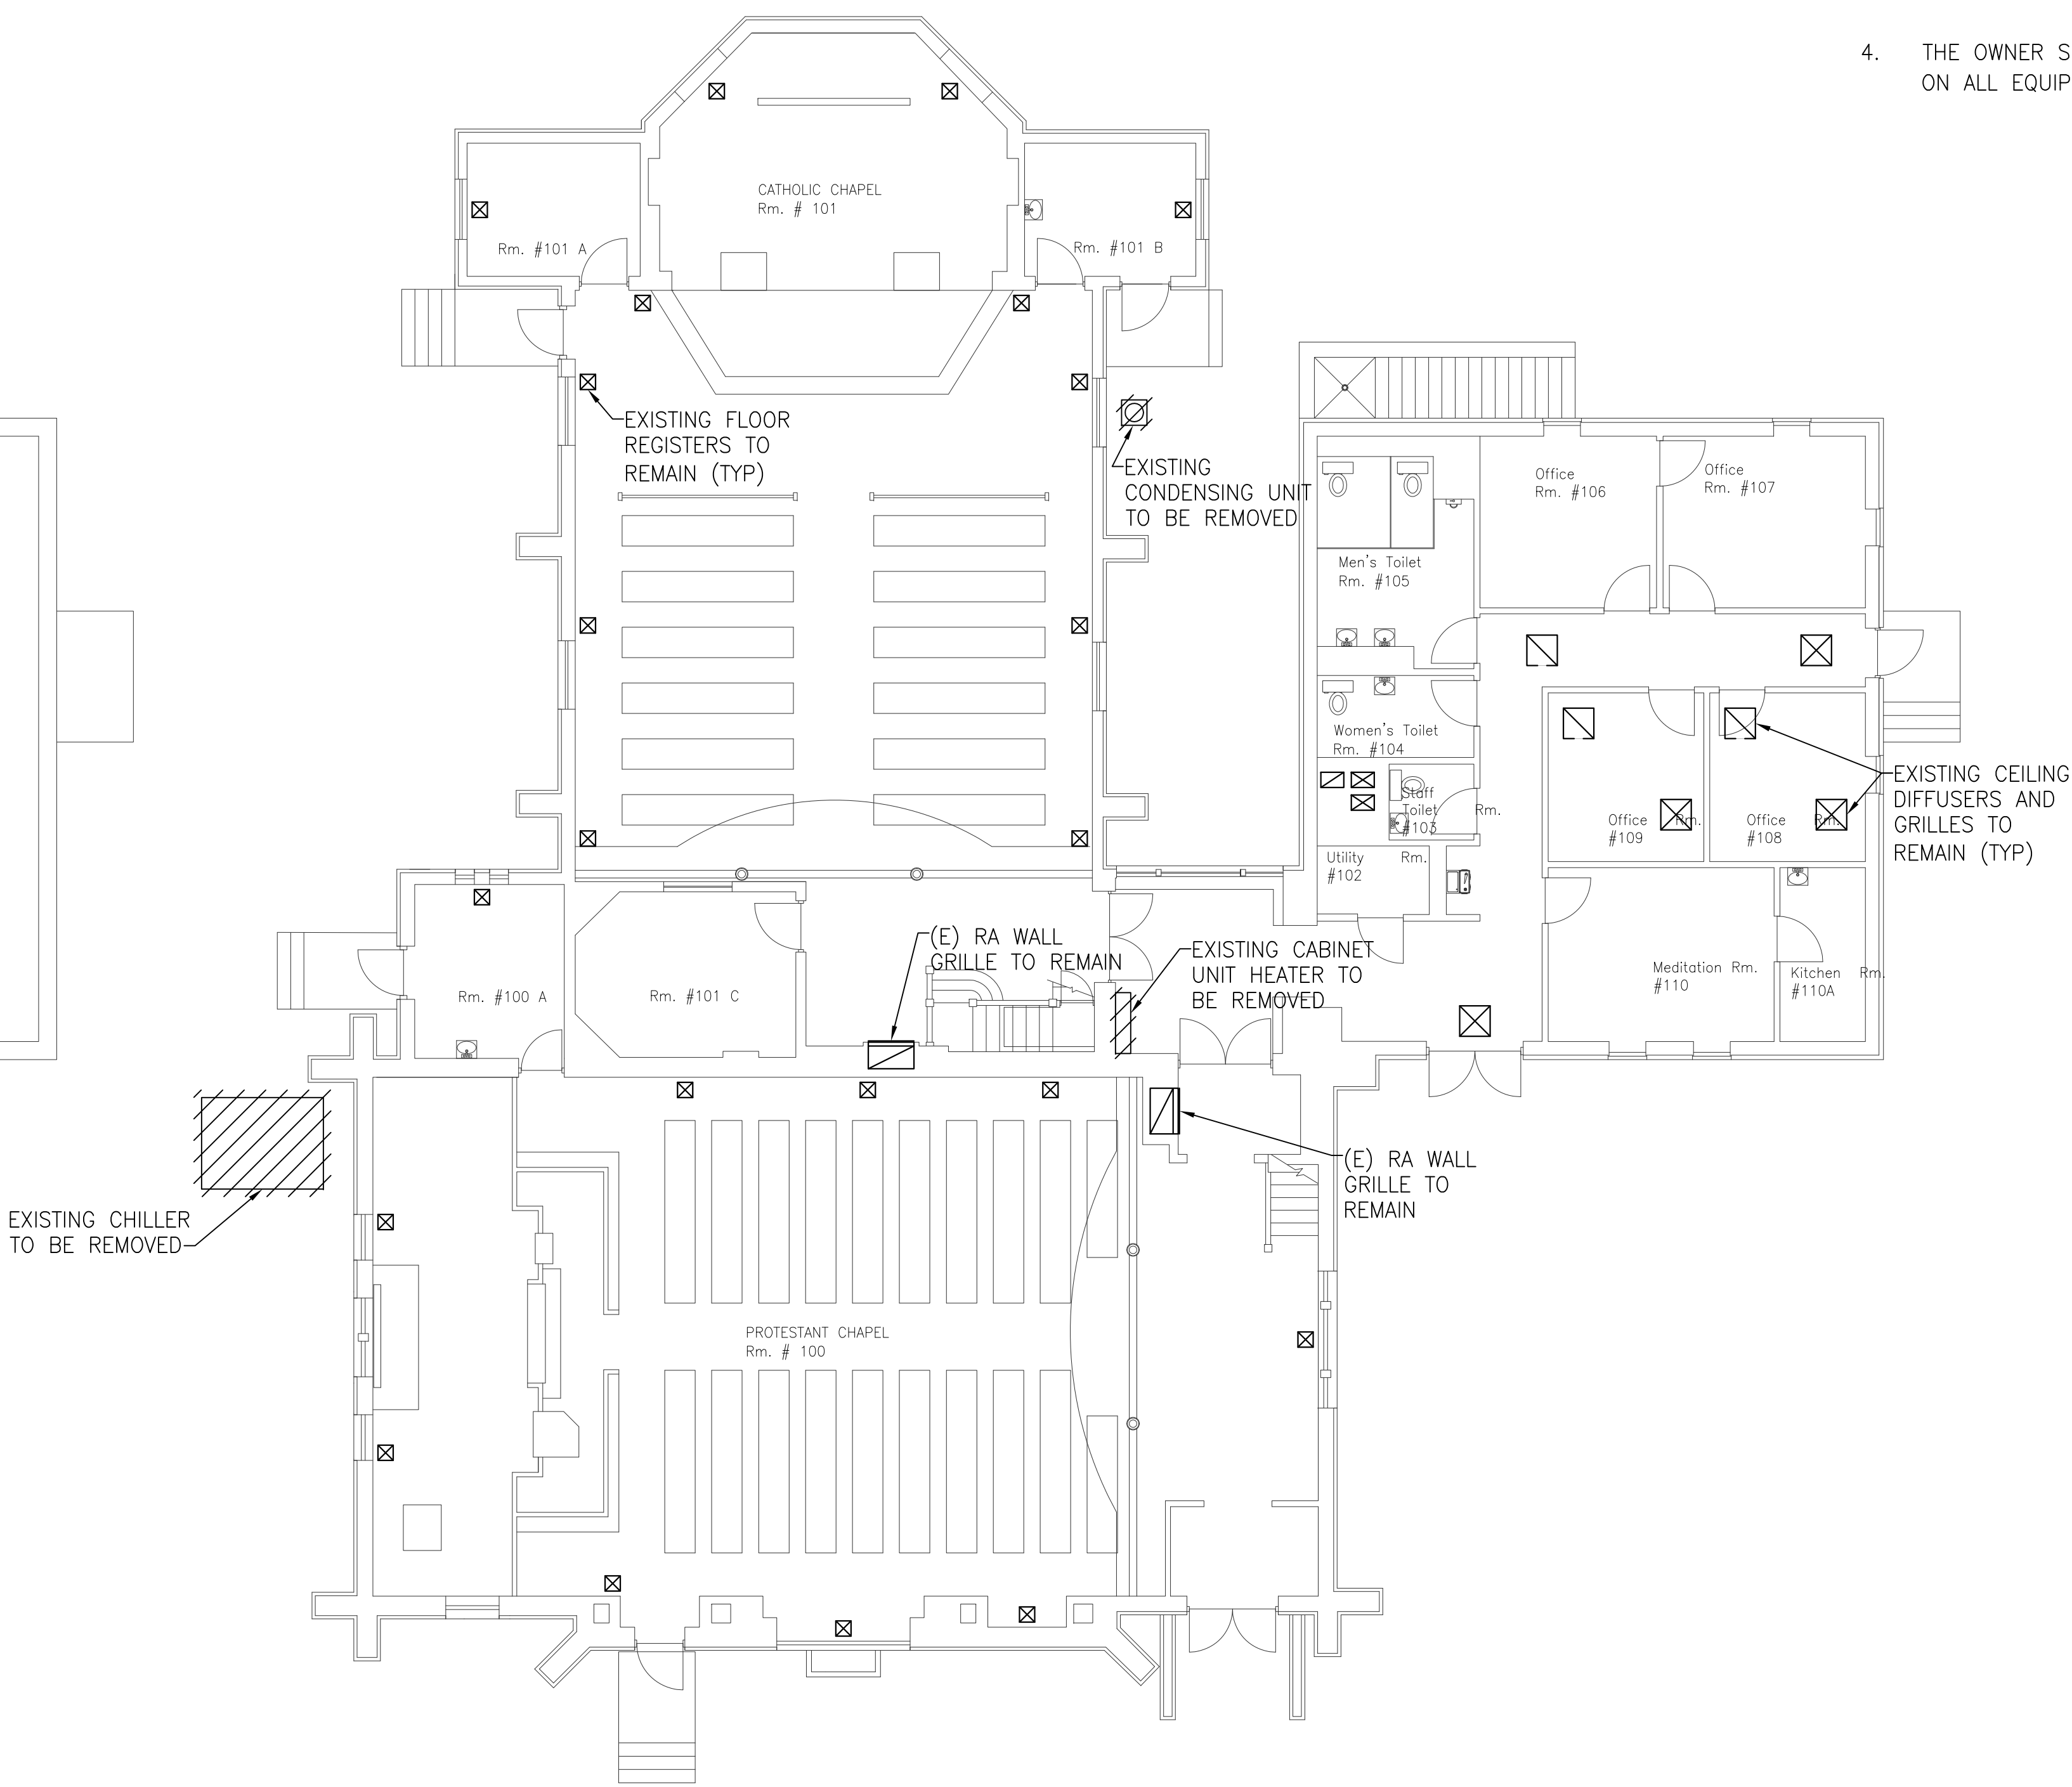 4. THE OWNER S
ON ALL EQUIP
CATHOLIC CHAPEL
Rm. # 101
Rm. #101 A
Rm. #101 B
EXISTING FLOOR
REGISTERS TO
REMAIN (TYP)
EXISTING
CONDENSING UNIT
TO BE REMOVED
Office
Rm. #106
Office
Rm. #107
Men's Toilet
Rm. #105
Women's Toilet
Rm. #104
Staff
Toilet Rm.
#103
Utility Rm.
#102
Office Rm.
#109
Office Rm.
#108
EXISTING CEILING
DIFFUSERS AND
GRILLES TO
REMAIN (TYP)
(E) RA WALL
GRILLE TO REMAIN
EXISTING CABINET
UNIT HEATER TO
BE REMOVED
Meditation Rm.
#110
Kitchen Rm.
#110A
Rm. #100 A
Rm. #101 C
(E) RA WALL
GRILLE TO
REMAIN
EXISTING CHILLER
TO BE REMOVED
PROTESTANT CHAPEL
Rm. # 100